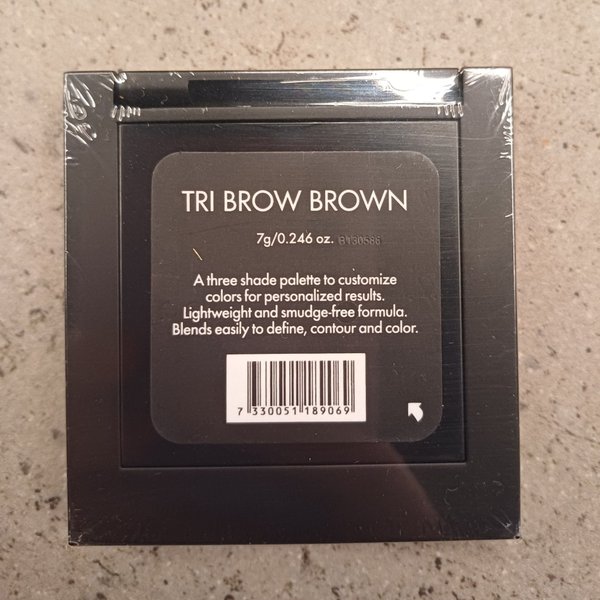 TRI BROW BROWN
7g/0.246 oz. B130586
A three shade palette to customize
colors for personalized results.
Lightweight and smudge-free formula.
Blends easily to define, contour and color.
7 330051 189069